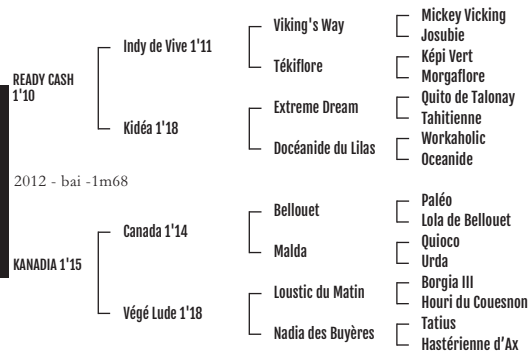 READY CASH
1'10
Indy de Vive 1'11
Viking's Way
Mickey Vicking
Josubie
Tékiflore
Képi Vert
Morgaflore
Kidéa 1'18
Extreme Dream
Quito de Talonay
Tahitienne
Docéanide du Lilas
Workaholic
Oceanide
2012 - bai -1m68
KANADIA 1'15
Canada 1'14
Bellouet
Paléo
Lola de Bellouet
Malda
Quioco
Urda
Végé Lude 1'18
Loustic du Matin
Borgia III
Houri du Couesnon
Nadia des Buyères
Tatius
Hastérienne d'Ax